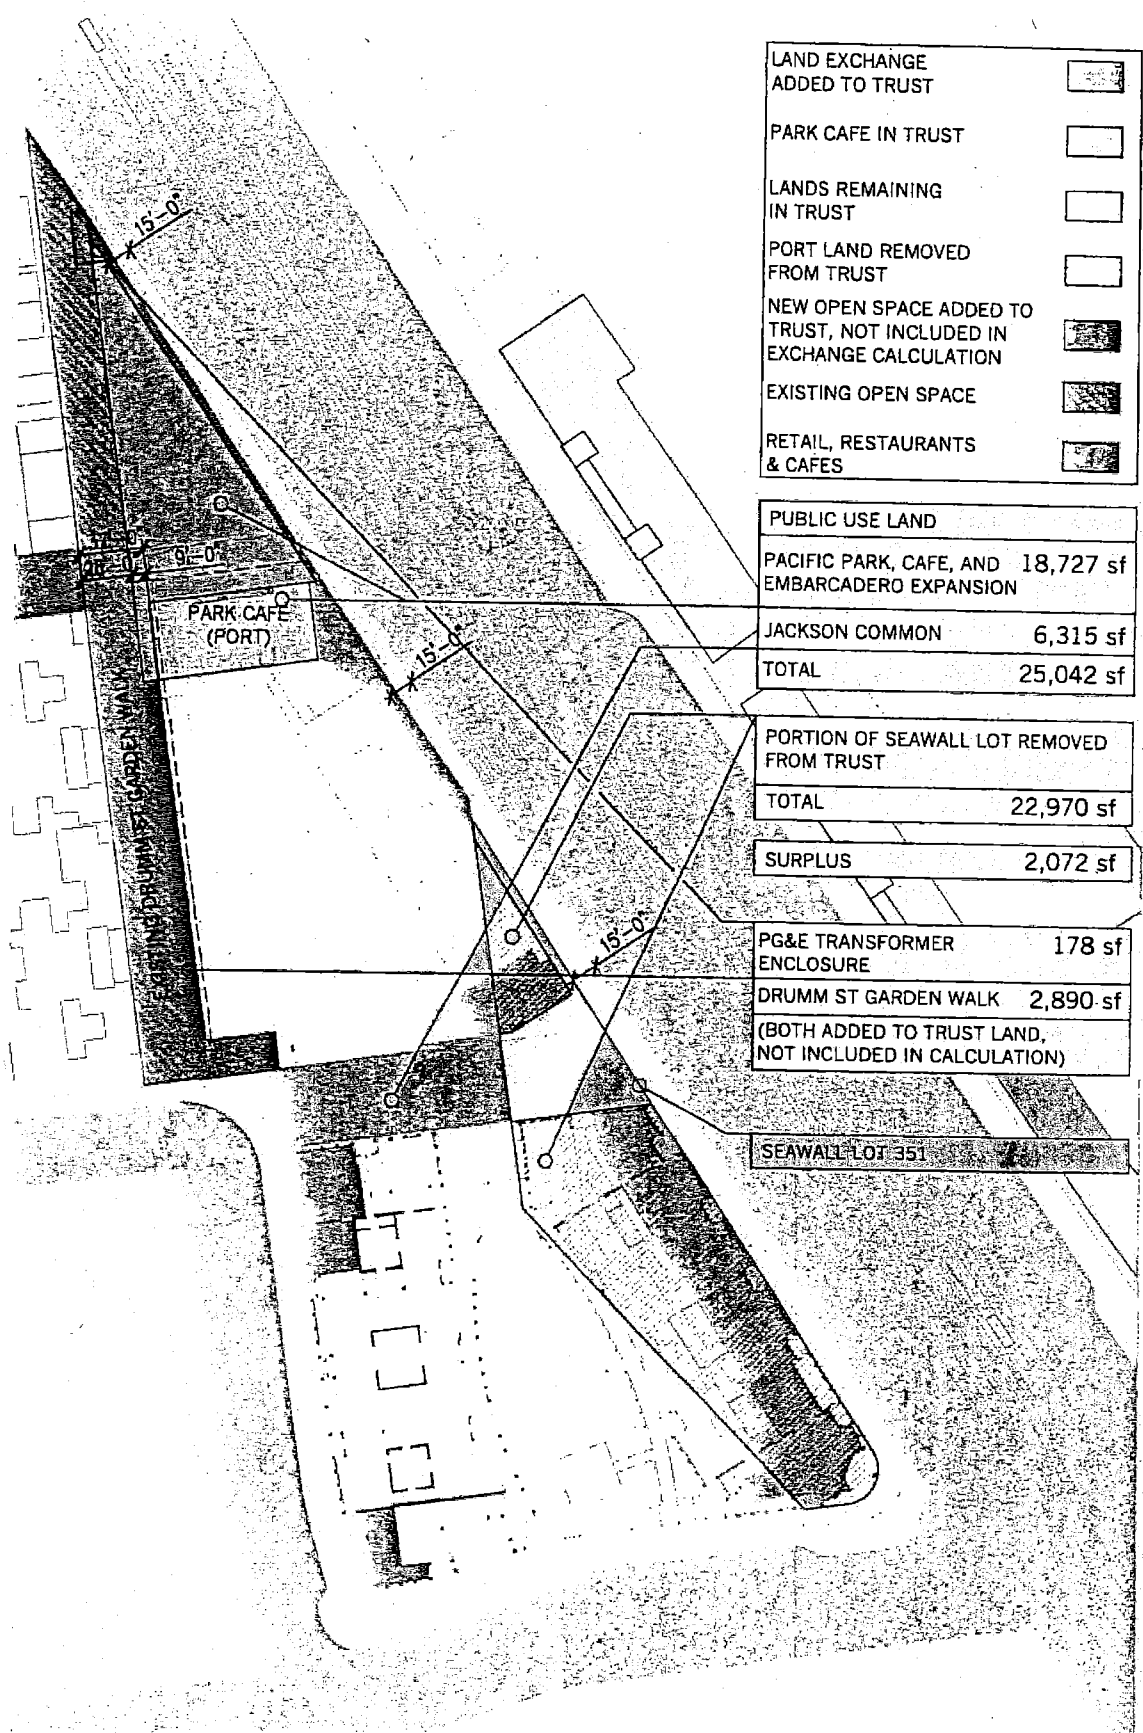 LAND EXCHANGE
ADDED TO TRUST
PARK CAFE IN TRUST
LANDS REMAINING
IN TRUST
PORT LAND REMOVED
FROM TRUST
NEW OPEN SPACE ADDED TO
TRUST, NOT INCLUDED IN
EXCHANGE CALCULATION
EXISTING OPEN SPACE
RETAIL, RESTAURANTS
& CAFES
PUBLIC USE LAND
PACIFIC PARK, CAFE, AND 18,727 sf
EMBARCADERO EXPANSION
JACKSON COMMON 6,315 sf
TOTAL 25,042 sf
PORTION OF SEAWALL LOT REMOVED
FROM TRUST
TOTAL 22,970 sf
SURPLUS 2,072 sf
PG&E TRANSFORMER 178 sf
ENCLOSURE
DRUMM ST GARDEN WALK 2,890 sf
(BOTH ADDED TO TRUST LAND,
NOT INCLUDED IN CALCULATION)
SEAWALL LOT 351
15'-0"
9'-0"
PARK CAFE
(PORT)
15'-0"
15'-0"
EXISTING DRUMM ST GARDEN WALK